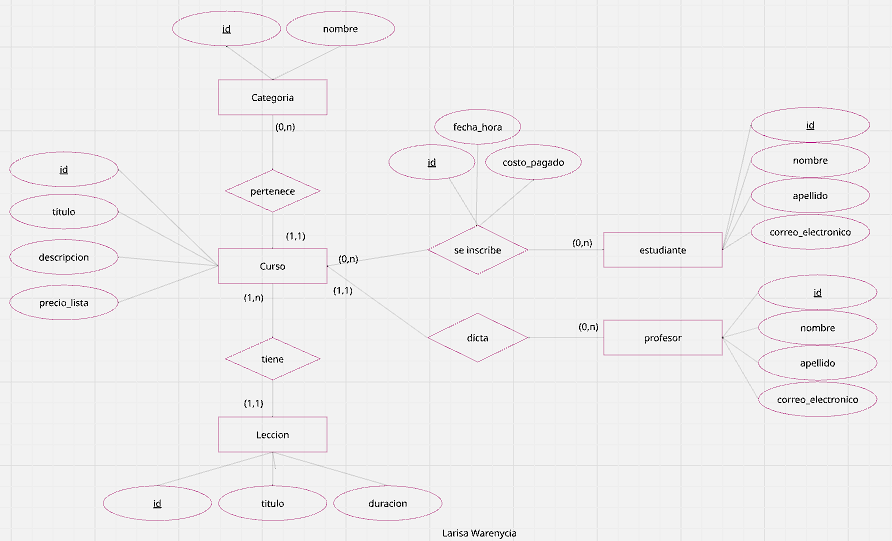 id
nombre
Categoria
(0,n)
pertenece
(1,1)
id
titulo
descripcion
precio_lista
Curso
(0,n)
(1,1)
(1,n)
tiene
(1,1)
Leccion
id
titulo
duracion
fecha_hora
id
costo_pagado
se inscribe
(0,n)
estudiante
id
nombre
apellido
correo_electronico
dicta
(0,n)
profesor
id
nombre
apellido
correo_electronico
Larisa Warenycia